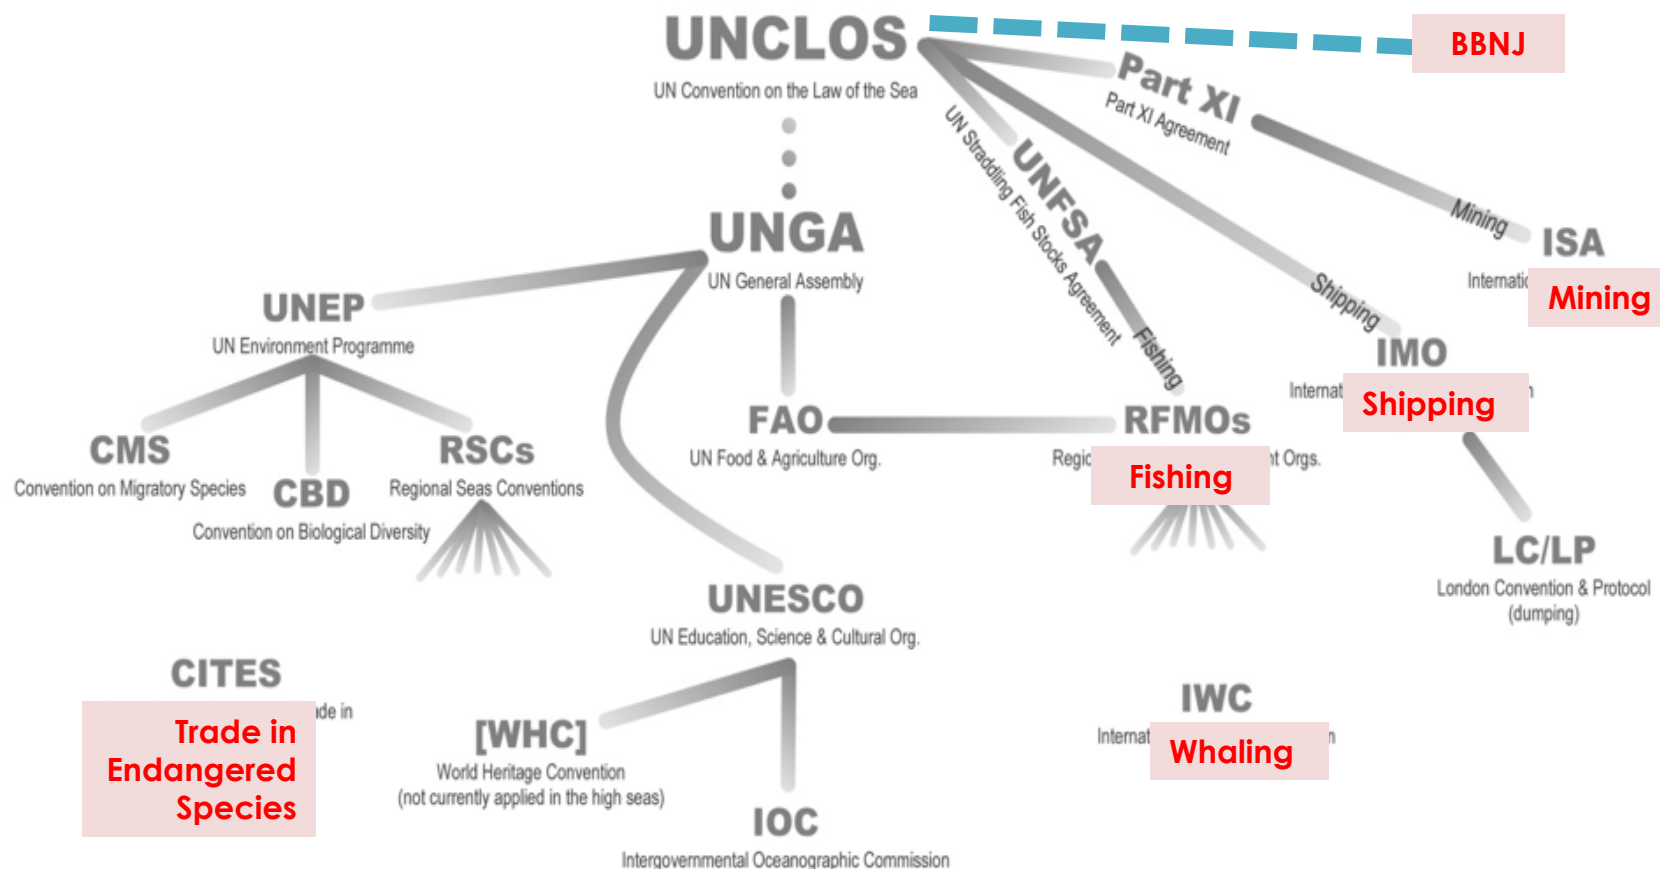 UNCLOS
UN Convention on the Law of the Sea
BBNJ
Part XI
Part XI Agreement
UNFSA
UN Straddling Fish Stocks Agreement
Mining
ISA
Mining
UNGA
UN General Assembly
Shipping
IMO
Shipping
UNEP
UN Environment Programme
Fishing
FAO
UN Food & Agriculture Org.
RFMOs
Orgs.
Fishing
CMS
Convention on Migratory Species
CBD
Convention on Biological Diversity
RSCs
Regional Seas Conventions
LC/LP
London Convention & Protocol
(dumping)
UNESCO
UN Education, Science & Cultural Org.
CITES
in
Trade in
Endangered
Species
[WHC]
World Heritage Convention
(not currently applied in the high seas)
IWC
Whaling
IOC
Intergovernmental Oceanographic Commission